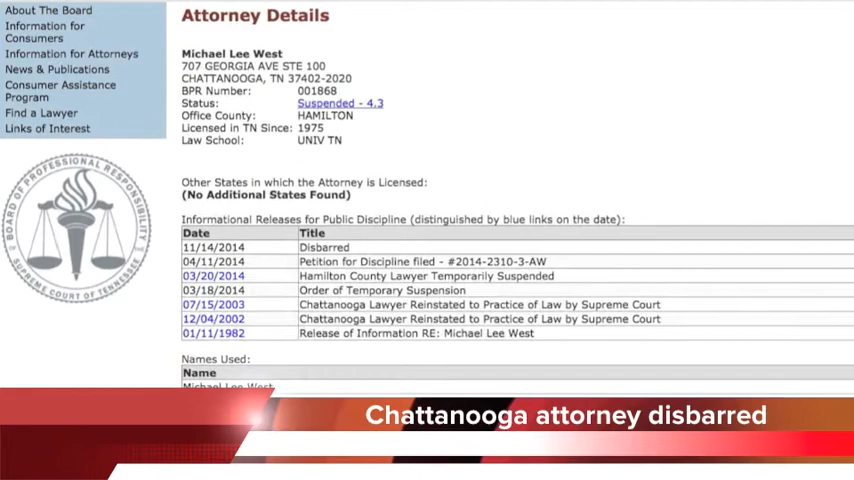 About The Board
Information for
Consumers
Information for Attorneys
News & Publications
Consumer Assistance
Program
Find a Lawyer
Links of Interest
BOARD OF PROFESSIONAL RESPONSIBILITY
SUPREME COURT OF TENNESSEE
Attorney Details
Michael Lee West
707 GEORGIA AVE STE 100
CHATTANOOGA, TN 37402-2020
BPR Number: 001868
Status: Suspended - 4.3
Office County: HAMILTON
Licensed in TN Since: 1975
Law School: UNIV TN
Other States in which the Attorney is Licensed:
(No Additional States Found)
Informational Releases for Public Discipline (distinguished by blue links on the date):
Date Title
11/14/2014 Disbarred
04/11/2014 Petition for Discipline filed - #2014-2310-3-AW
03/20/2014 Hamilton County Lawyer Temporarily Suspended
03/18/2014 Order of Temporary Suspension
07/15/2003 Chattanooga Lawyer Reinstated to Practice of Law by Supreme Court
12/04/2002 Chattanooga Lawyer Reinstated to Practice of Law by Supreme Court
01/11/1982 Release of Information RE: Michael Lee West
Names Used:
Name
Michael Lee West
Chattanooga attorney disbarred